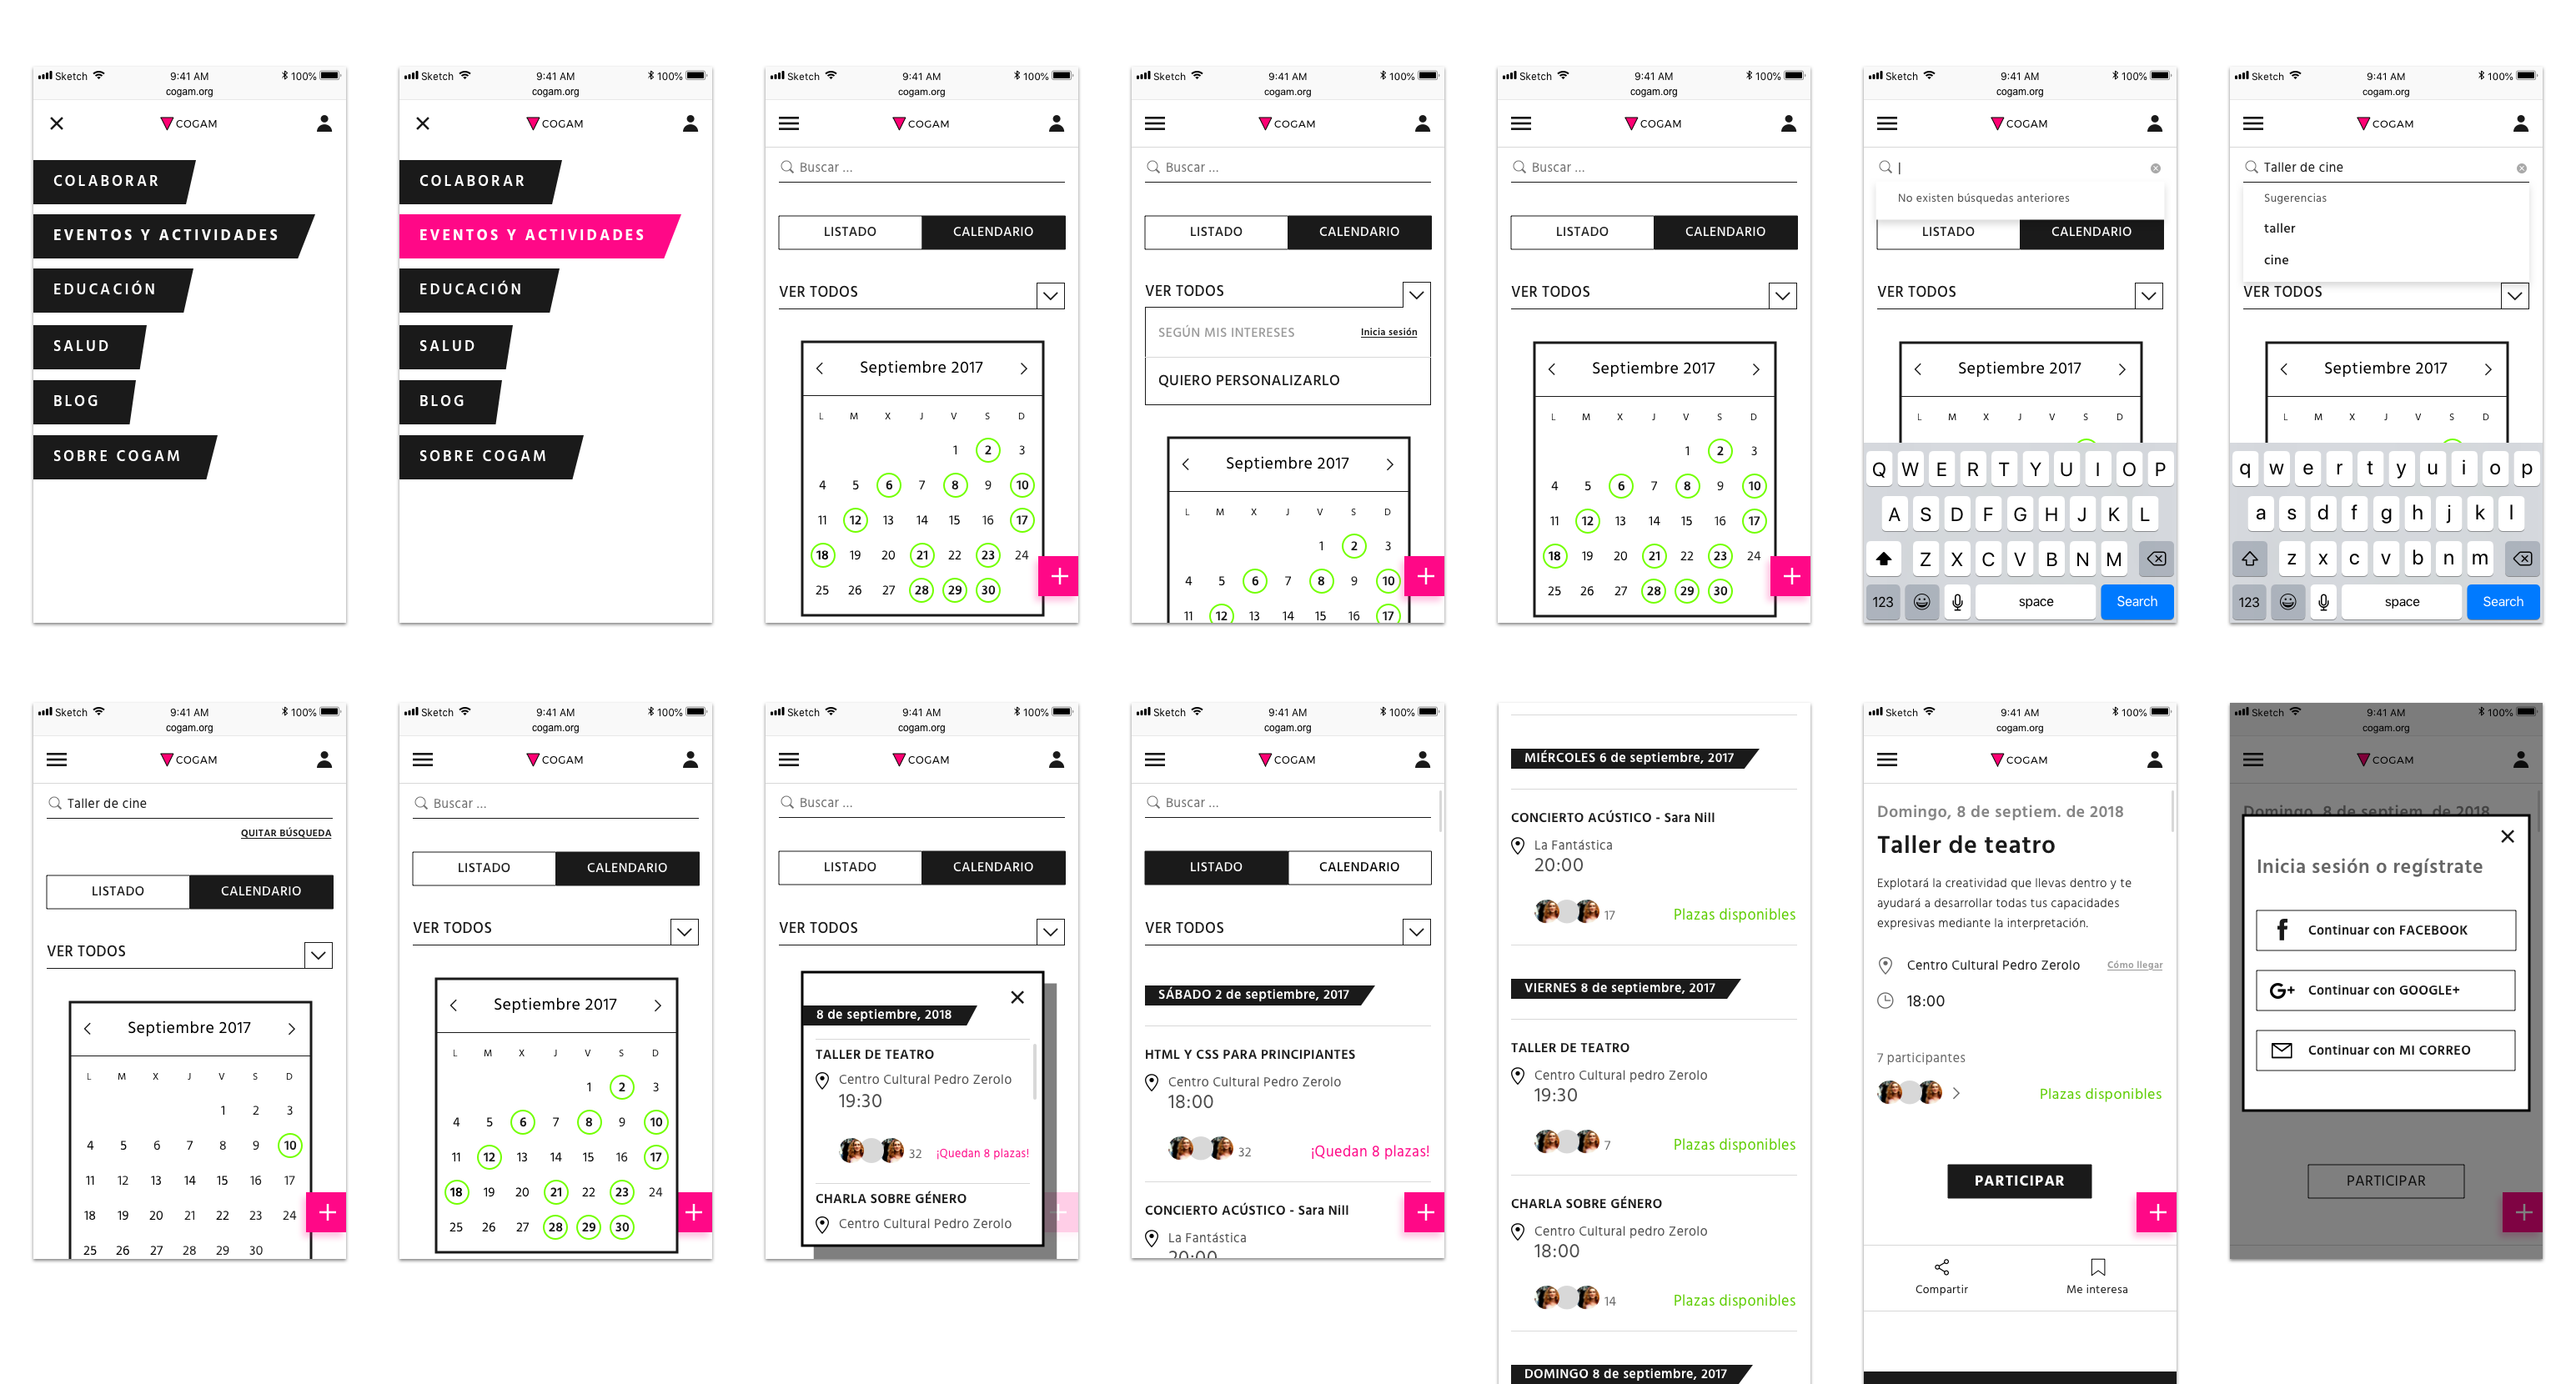 Sketch 9:41 AM 100%
cogam.org
COGAM
COLABORAR
EVENTOS Y ACTIVIDADES
EDUCACIÓN
SALUD
BLOG
SOBRE COGAM
Sketch 9:41 AM 100%
cogam.org
COGAM
COLABORAR
EVENTOS Y ACTIVIDADES
EDUCACIÓN
SALUD
BLOG
SOBRE COGAM
Sketch 9:41 AM 100%
cogam.org
COGAM
Buscar ...
LISTADO CALENDARIO
VER TODOS
Septiembre 2017
L M X J V S D
1 2 3
4 5 6 7 8 9 10
11 12 13 14 15 16 17
18 19 20 21 22 23 24
25 26 27 28 29 30
Sketch 9:41 AM 100%
cogam.org
COGAM
Buscar ...
LISTADO CALENDARIO
VER TODOS
SEGÚN MIS INTERESES Inicia sesión
QUIERO PERSONALIZARLO
Septiembre 2017
L M X J V S D
1 2 3
4 5 6 7 8 9 10
11 12 13 14 15 16 17
Sketch 9:41 AM 100%
cogam.org
COGAM
Buscar ...
LISTADO CALENDARIO
VER TODOS
Septiembre 2017
L M X J V S D
1 2 3
4 5 6 7 8 9 10
11 12 13 14 15 16 17
18 19 20 21 22 23 24
25 26 27 28 29 30
Sketch 9:41 AM 100%
cogam.org
COGAM
No existen búsquedas anteriores
LISTADO CALENDARIO
VER TODOS
Septiembre 2017
L M X J V S D
Q W E R T Y U I O P
A S D F G H J K L
Z X C V B N M
123 space Search
Sketch 9:41 AM 100%
cogam.org
COGAM
Taller de cine
Sugerencias
taller
cine
VER TODOS
Septiembre 2017
L M X J V S D
q w e r t y u i o p
a s d f g h j k l
z x c v b n m
123 space Search
Sketch 9:41 AM 100%
cogam.org
COGAM
Taller de cine
QUITAR BÚSQUEDA
LISTADO CALENDARIO
VER TODOS
Septiembre 2017
L M X J V S D
1 2 3
4 5 6 7 8 9 10
11 12 13 14 15 16 17
18 19 20 21 22 23 24
25 26 27 28 29 30
Sketch 9:41 AM 100%
cogam.org
COGAM
Buscar ...
LISTADO CALENDARIO
VER TODOS
Septiembre 2017
L M X J V S D
1 2 3
4 5 6 7 8 9 10
11 12 13 14 15 16 17
18 19 20 21 22 23 24
25 26 27 28 29 30
Sketch 9:41 AM 100%
cogam.org
COGAM
Buscar ...
LISTADO CALENDARIO
VER TODOS
8 de septiembre, 2018
TALLER DE TEATRO
Centro Cultural Pedro Zerolo
19:30
32 ¡Quedan 8 plazas!
CHARLA SOBRE GÉNERO
Centro Cultural Pedro Zerolo
Sketch 9:41 AM 100%
cogam.org
COGAM
Buscar ...
LISTADO CALENDARIO
VER TODOS
SÁBADO 2 de septiembre, 2017
HTML Y CSS PARA PRINCIPIANTES
Centro Cultural Pedro Zerolo
18:00
32 ¡Quedan 8 plazas!
CONCIERTO ACÚSTICO - Sara Nill
La Fantástica
20:00
MIÉRCOLES 6 de septiembre, 2017
CONCIERTO ACÚSTICO - Sara Nill
La Fantástica
20:00
17 Plazas disponibles
VIERNES 8 de septiembre, 2017
TALLER DE TEATRO
Centro Cultural pedro Zerolo
19:30
7 Plazas disponibles
CHARLA SOBRE GÉNERO
Centro Cultural pedro Zerolo
18:00
14 Plazas disponibles
DOMINGO 8 de septiembre, 2017
Sketch 9:41 AM 100%
cogam.org
COGAM
Domingo, 8 de septiem. de 2018
Taller de teatro
Explotará la creatividad que llevas dentro y te
ayudará a desarrollar todas tus capacidades
expresivas mediante la interpretación.
Centro Cultural Pedro Zerolo Cómo llegar
18:00
7 participantes
Plazas disponibles
PARTICIPAR
Compartir Me interesa
Sketch 9:41 AM 100%
cogam.org
COGAM
Domingo, 8 de septiem. de 2018
Inicia sesión o regístrate
Continuar con FACEBOOK
G+ Continuar con GOOGLE+
Continuar con MI CORREO
PARTICIPAR